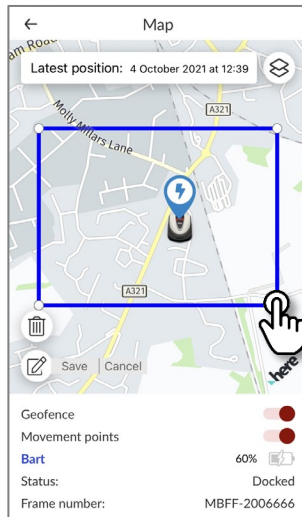 Map
am Road
Latest position: 4 October 2021 at 12:39
Molly Millars Lane
A321
A321
Save | Cancel
here
Geofence
Movement points
Bart 60%
Status: Docked
Frame number: MBFF-2006666